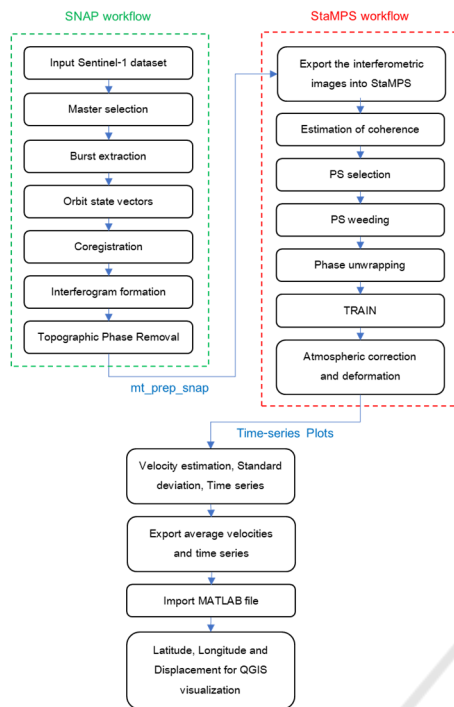 SNAP workflow
Input Sentinel-1 dataset
Master selection
Burst extraction
Orbit state vectors
Coregistration
Interferogram formation
Topographic Phase Removal
mt_prep_snap
StaMPS workflow
Export the interferometric
images into StaMPS
Estimation of coherence
PS selection
PS weeding
Phase unwrapping
TRAIN
Atmospheric correction
and deformation
Time-series Plots
Velocity estimation, Standard
deviation, Time series
Export average velocities
and time series
Import MATLAB file
Latitude, Longitude and
Displacement for QGIS
visualization